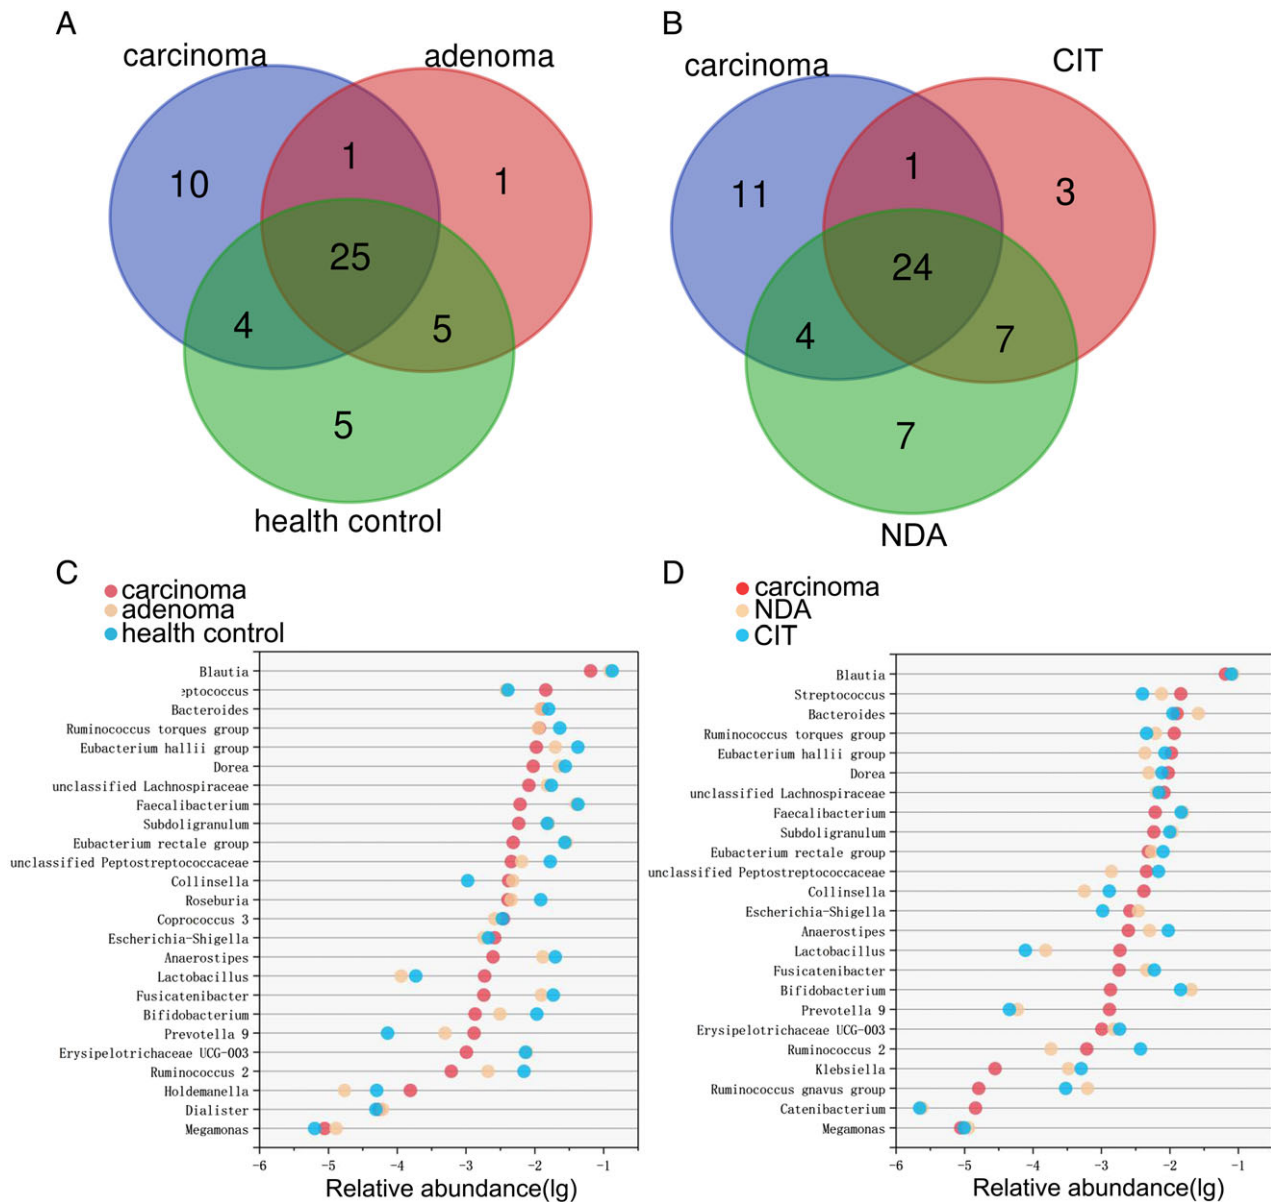 A
B
carcinoma
adenoma
10
1
1
25
4
5
5
health control
carcinoma
CIT
11
1
3
24
4
7
7
NDA
C
carcinoma
adenoma
health control
Blautia
eptococcus
Bacteroides
Ruminococcus torques group
Eubacterium hallii group
Dorea
unclassified Lachnospiraceae
Faecalibacterium
Subdoligranulum
Eubacterium rectale group
unclassified Peptostreptococcaceae
Collinsella
Roseburia
Coprococcus 3
Escherichia-Shigella
Anaerostipes
Lactobacillus
Fusicatenibacter
Bifidobacterium
Prevotella 9
Erysipelotrichaceae UCG-003
Ruminococcus 2
Holdemanella
Dialister
Megamonas
-6 -5 -4 -3 -2 -1
Relative abundance(lg)
D
carcinoma
NDA
CIT
Blautia
Streptococcus
Bacteroides
Ruminococcus torques group
Eubacterium hallii group
Dorea
unclassified Lachnospiraceae
Faecalibacterium
Subdoligranulum
Eubacterium rectale group
unclassified Peptostreptococcaceae
Collinsella
Escherichia-Shigella
Anaerostipes
Lactobacillus
Fusicatenibacter
Bifidobacterium
Prevotella 9
Erysipelotrichaceae UCG-003
Ruminococcus 2
Klebsiella
Ruminococcus gnavus group
Catenibacterium
Megamonas
-6 -5 -4 -3 -2 -1
Relative abundance(lg)